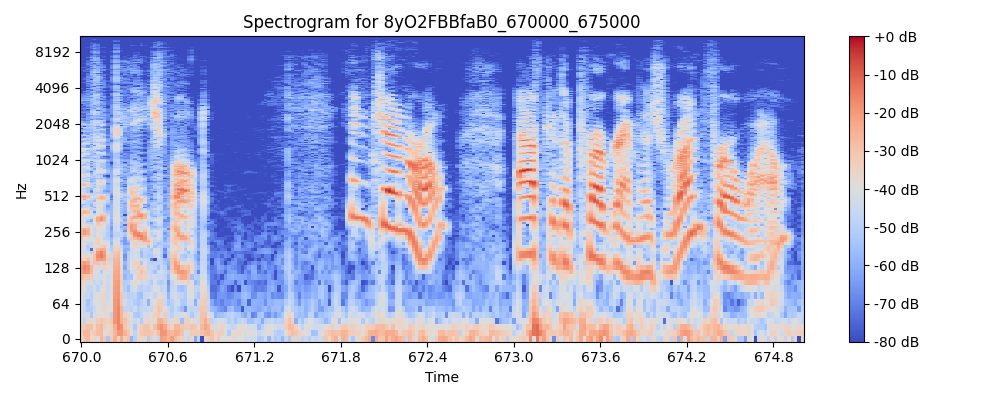 Spectrogram for 8yO2FBBfaB0_670000_675000
8192
4096
2048
1024
512
256
128
64
0
Hz
670.0 670.6 671.2 671.8 672.4 673.0 673.6 674.2 674.8
Time
+0 dB
-10 dB
-20 dB
-30 dB
-40 dB
-50 dB
-60 dB
-70 dB
-80 dB